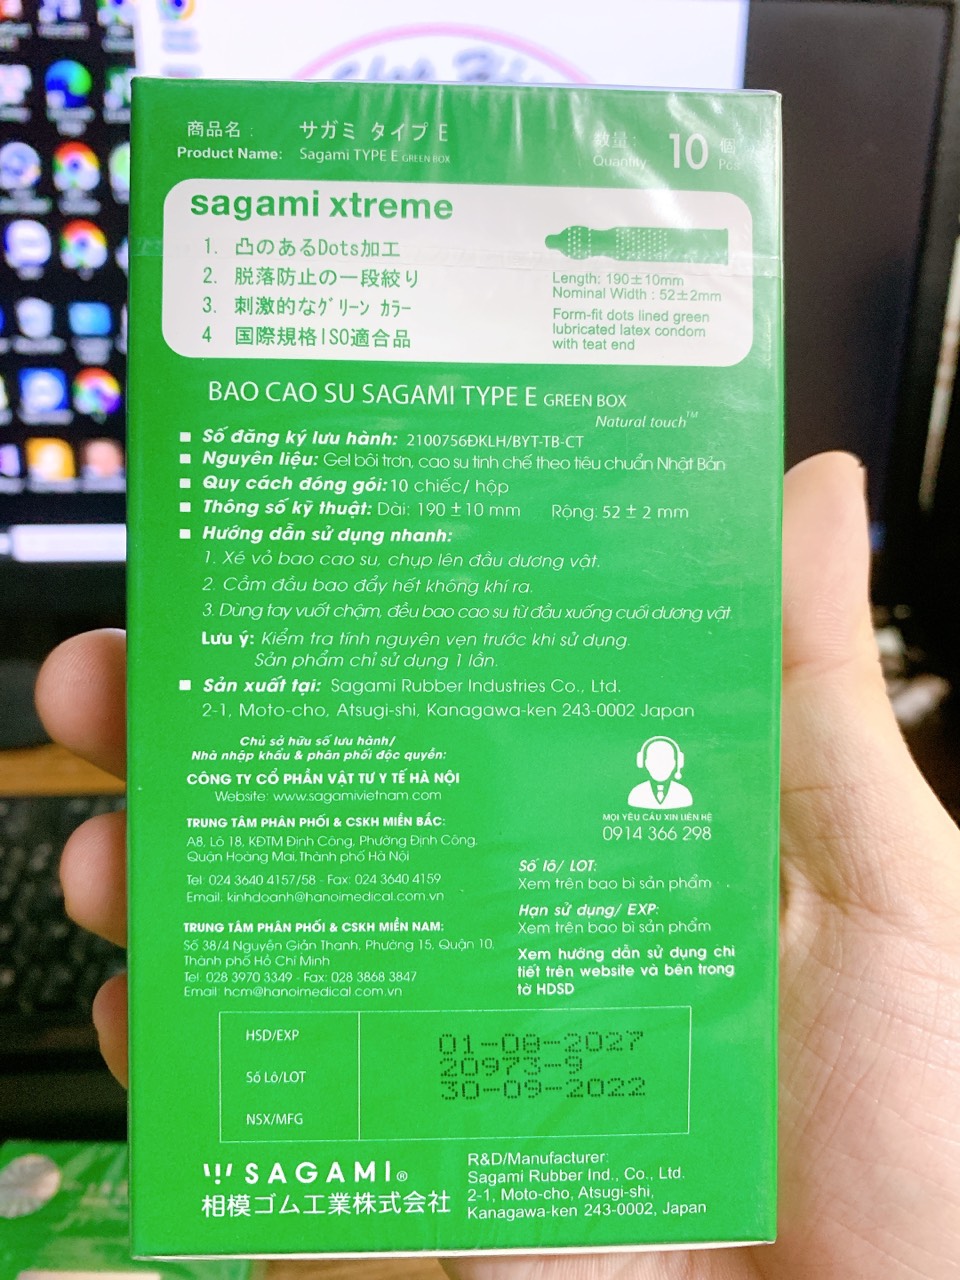 商品名 : サガミ タイプ E
Product Name: Sagami TYPE E GREEN BOX
数量:
Quantity: 10 個
Pcs
sagami xtreme
1. 凸のあるDots加工
2. 脱落防止の一段絞り
3. 刺激的なｸﾞﾘｰﾝ ｶﾗｰ
4 国際規格ISO適合品
Length: 190±10mm
Nominal Width : 52±2mm
Form-fit dots lined green
lubricated latex condom
with teat end
BAO CAO SU SAGAMI TYPE E GREEN BOX
Natural touch™
■ Số đăng ký lưu hành: 2100756ĐKLH/BYT-TB-CT
■ Nguyên liệu: Gel bôi trơn, cao su tinh chế theo tiêu chuẩn Nhật Bản
■ Quy cách đóng gói: 10 chiếc/ hộp
■ Thông số kỹ thuật: Dài: 190 ± 10 mm Rộng: 52 ± 2 mm
■ Hướng dẫn sử dụng nhanh:
1. Xé vỏ bao cao su, chụp lên đầu dương vật.
2. Cầm đầu bao đẩy hết không khí ra.
3. Dùng tay vuốt chậm, đều bao cao su từ đầu xuống cuối dương vật.
Lưu ý: Kiểm tra tính nguyên vẹn trước khi sử dụng.
Sản phẩm chỉ sử dụng 1 lần.
■ Sản xuất tại: Sagami Rubber Industries Co., Ltd.
2-1, Moto-cho, Atsugi-shi, Kanagawa-ken 243-0002 Japan
Chủ sở hữu số lưu hành/
Nhà nhập khẩu & phân phối độc quyền:
CÔNG TY CỔ PHẦN VẬT TƯ Y TẾ HÀ NỘI
Website: www.sagamivietnam.com
TRUNG TÂM PHÂN PHỐI & CSKH MIỀN BẮC:
A8, Lô 18, KĐTM Định Công, Phường Định Công,
Quận Hoàng Mai, Thành phố Hà Nội
Tel: 024 3640 4157/58 - Fax: 024 3640 4159
Email: kinhdoanh@hanoimedical.com.vn
TRUNG TÂM PHÂN PHỐI & CSKH MIỀN NAM:
Số 38/4 Nguyễn Giản Thanh, Phường 15, Quận 10,
Thành phố Hồ Chí Minh
Tel: 028 3970 3349 - Fax: 028 3868 3847
Email: hcm@hanoimedical.com.vn
MỌI YÊU CẦU XIN LIÊN HỆ
0914 366 298
Số lô/ LOT:
Xem trên bao bì sản phẩm
Hạn sử dụng/ EXP:
Xem trên bao bì sản phẩm
Xem hướng dẫn sử dụng chi
tiết trên website và bên trong
tờ HDSD
HSD/EXP 01-08-2027
Số Lô/LOT 20973-9
NSX/MFG 30-09-2022
SAGAMI®
相模ゴム工業株式会社
R&D/Manufacturer:
Sagami Rubber Ind., Co., Ltd.
2-1, Moto-cho, Atsugi-shi,
Kanagawa-ken 243-0002, Japan